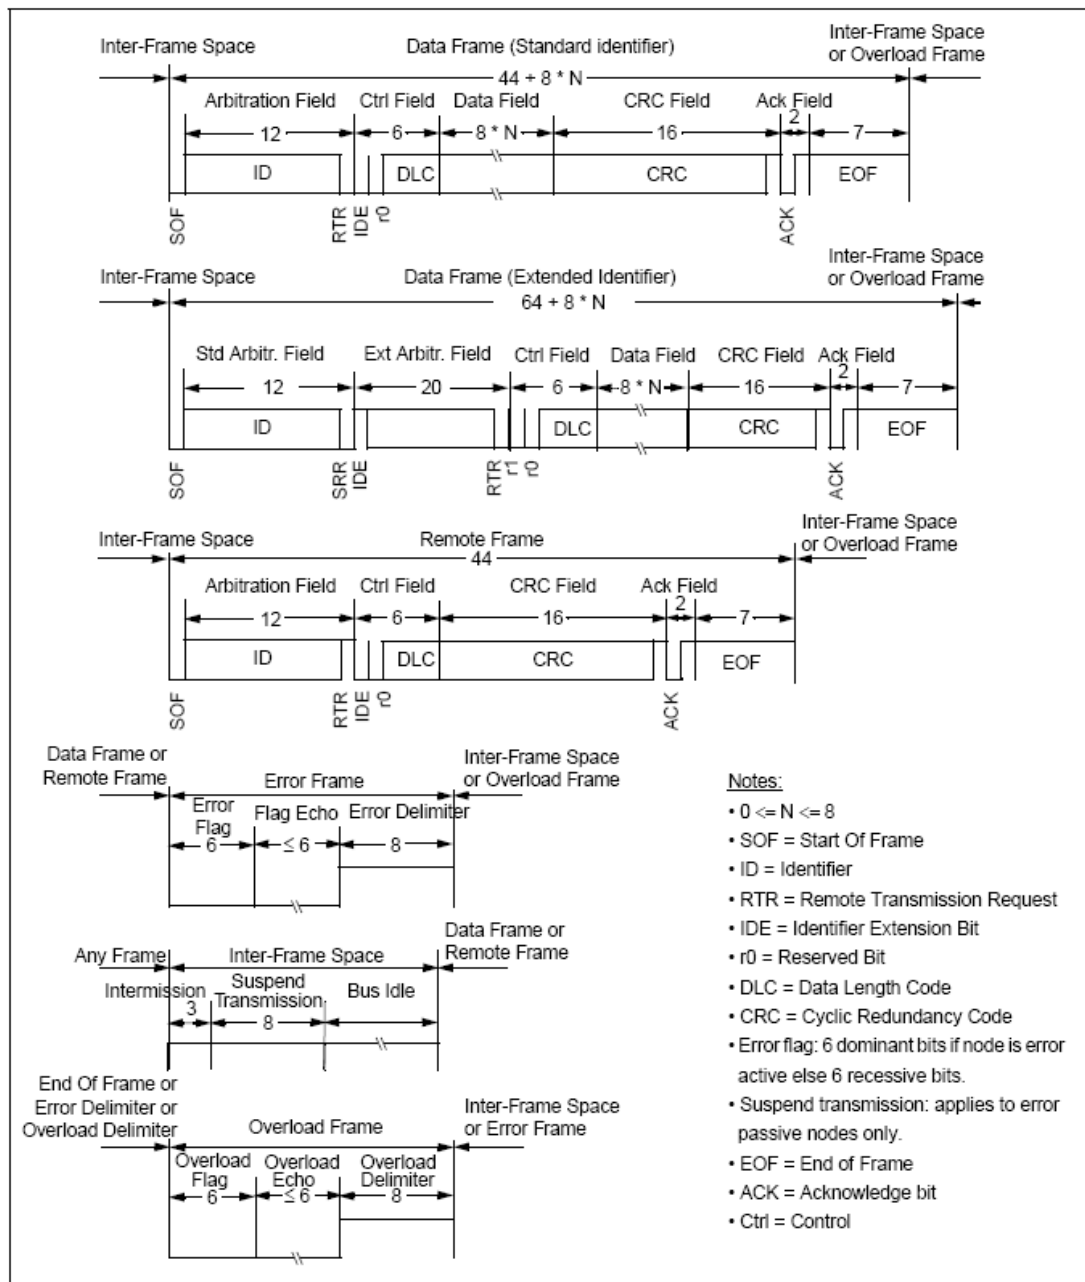 Inter-Frame Space
Data Frame (Standard identifier)
Inter-Frame Space
or Overload Frame
44 + 8 * N
Arbitration Field
Ctrl Field
Data Field
CRC Field
Ack Field
12
6
8 * N
16
2
7
ID
DLC
CRC
EOF
SOF
RTR
IDE
r0
ACK
Inter-Frame Space
Data Frame (Extended Identifier)
Inter-Frame Space
or Overload Frame
64 + 8 * N
Std Arbitr. Field
Ext Arbitr. Field
Ctrl Field
Data Field
CRC Field
Ack Field
12
20
6
8 * N
16
2
7
ID
DLC
CRC
EOF
SOF
SRR
IDE
RTR
r1
r0
ACK
Inter-Frame Space
Remote Frame
Inter-Frame Space
or Overload Frame
44
Arbitration Field
Ctrl Field
CRC Field
Ack Field
12
6
16
2
7
ID
DLC
CRC
EOF
SOF
RTR
IDE
r0
ACK
Data Frame or
Remote Frame
Error Frame
Inter-Frame Space
or Overload Frame
Error
Flag
Flag Echo
Error Delimiter
6
≤ 6
8
Any Frame
Inter-Frame Space
Data Frame or
Remote Frame
Intermission
Suspend
Transmission
Bus Idle
3
8
End Of Frame or
Error Delimiter or
Overload Delimiter
Overload Frame
Inter-Frame Space
or Error Frame
Overload
Flag
Overload
Echo
Overload
Delimiter
6
≤ 6
8
Notes:
• 0 <= N <= 8
• SOF = Start Of Frame
• ID = Identifier
• RTR = Remote Transmission Request
• IDE = Identifier Extension Bit
• r0 = Reserved Bit
• DLC = Data Length Code
• CRC = Cyclic Redundancy Code
• Error flag: 6 dominant bits if node is error
active else 6 recessive bits.
• Suspend transmission: applies to error
passive nodes only.
• EOF = End of Frame
• ACK = Acknowledge bit
• Ctrl = Control